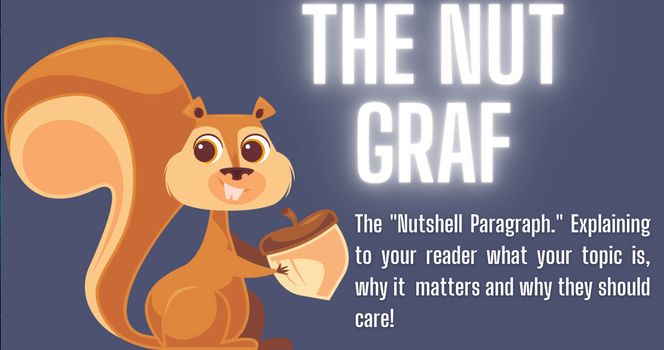 THE NUT
GRAF
The "Nutshell Paragraph." Explaining
to your reader what your topic is,
why it matters and why they should
care!